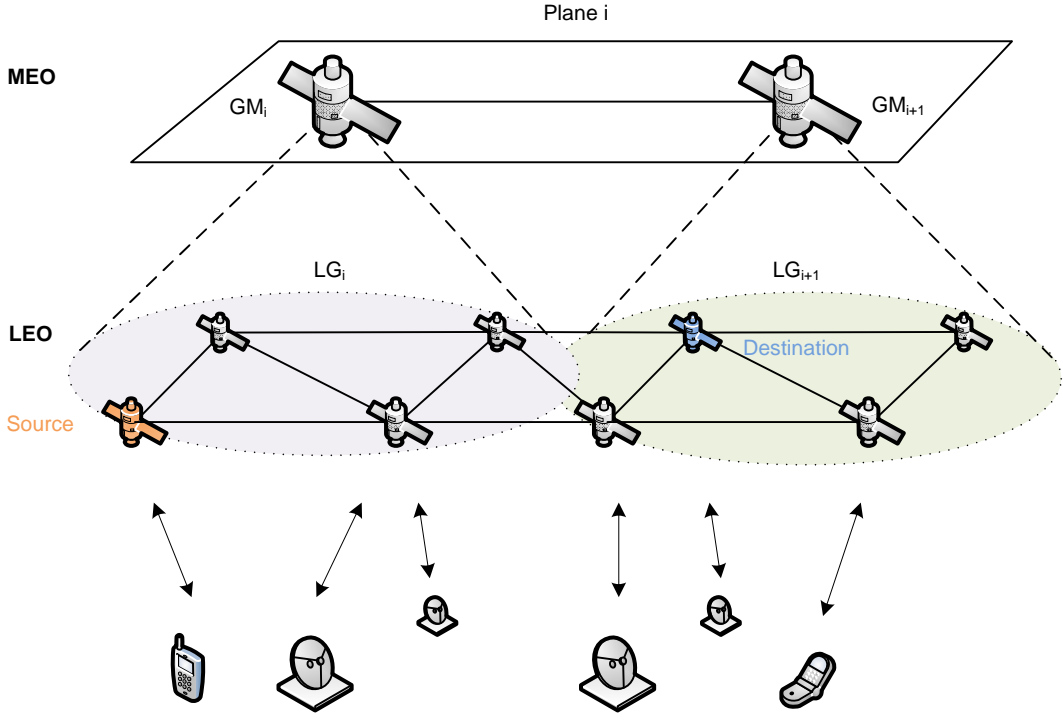 Plane i
MEO
GMi
GMi+1
LGi
LGi+1
LEO
Destination
Source